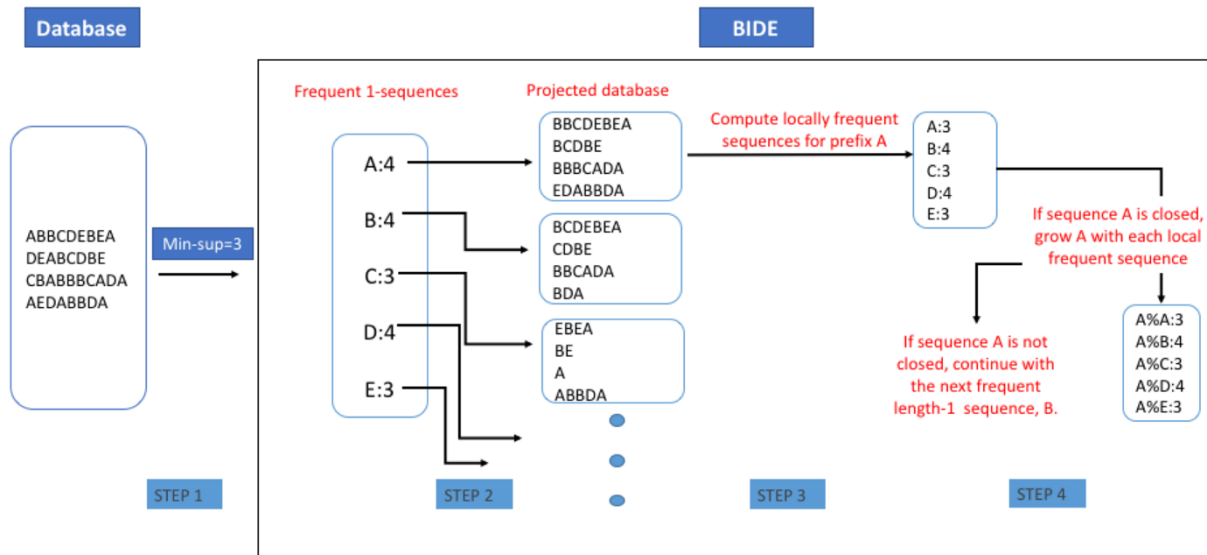 Database
BIDE
Frequent 1-sequences
Projected database
ABBCDEBEA
DEABCDBE
CBABBBCADA
AEDABBDA
Min-sup=3
A:4
B:4
C:3
D:4
E:3
BBCDEBEA
BCDBE
BBBCADA
EDABBDA
BCDEBEA
CDBE
BBCADA
BDA
EBEA
BE
A
ABBDA
Compute locally frequent
sequences for prefix A
A:3
B:4
C:3
D:4
E:3
If sequence A is closed,
grow A with each local
frequent sequence
If sequence A is not
closed, continue with
the next frequent
length-1 sequence, B.
A%A:3
A%B:4
A%C:3
A%D:4
A%E:3
STEP 1
STEP 2
STEP 3
STEP 4